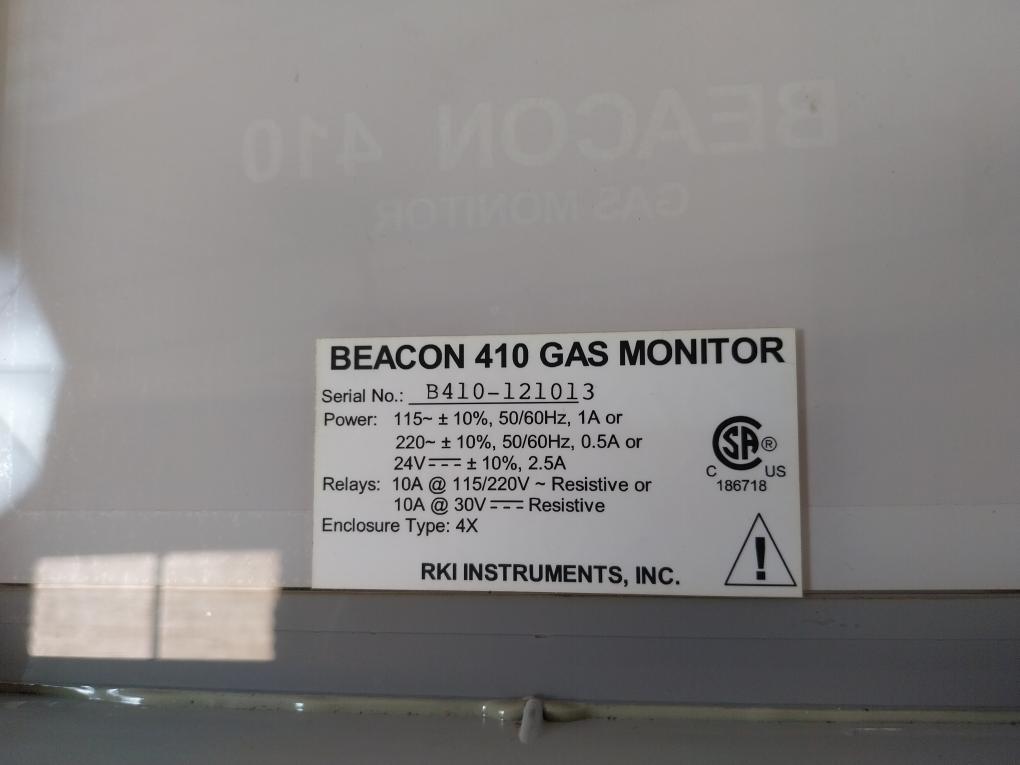 BEACON 410
GAS MONITOR
BEACON 410 GAS MONITOR
Serial No.: B410-121013
Power: 115~ ± 10%, 50/60Hz, 1A or
220~ ± 10%, 50/60Hz, 0.5A or
24V⎓ ± 10%, 2.5A
Relays: 10A @ 115/220V ~ Resistive or
10A @ 30V⎓ Resistive
Enclosure Type: 4X
SA ®
C US
186718
!
RKI INSTRUMENTS, INC.